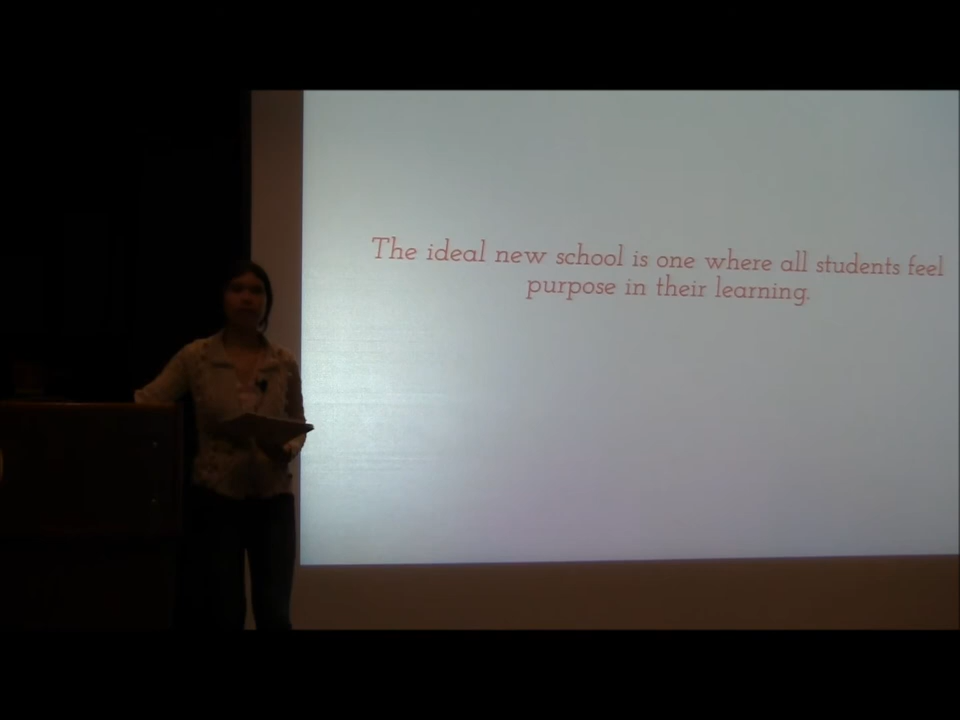 The ideal new school is one where all students feel
purpose in their learning.